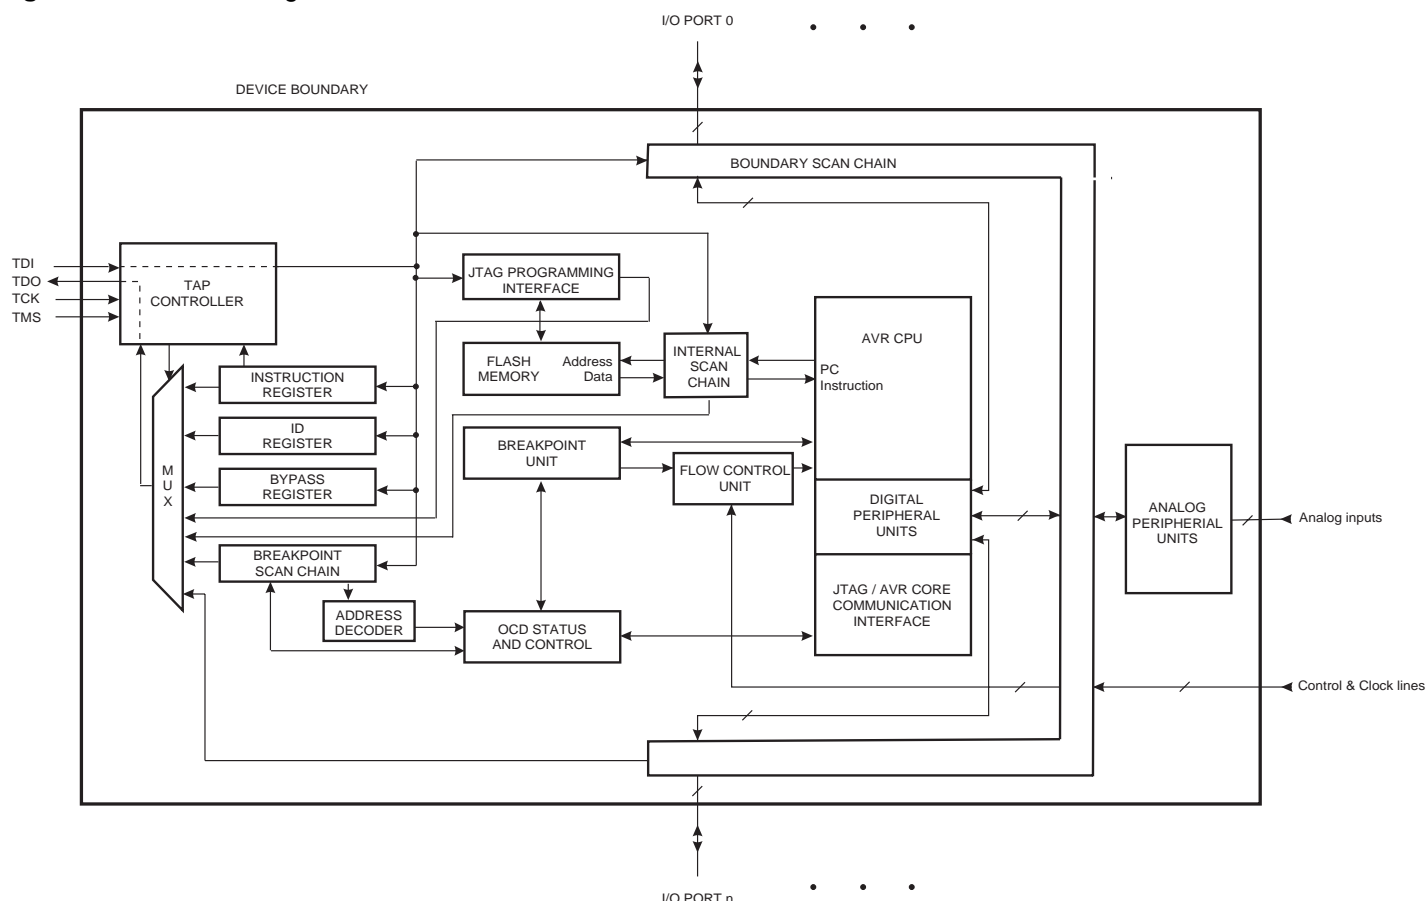 I/O PORT 0
DEVICE BOUNDARY
BOUNDARY SCAN CHAIN
TDI
TDO
TCK
TMS
TAP
CONTROLLER
JTAG PROGRAMMING
INTERFACE
AVR CPU
FLASH
MEMORY
Address
Data
INTERNAL
SCAN
CHAIN
PC
Instruction
INSTRUCTION
REGISTER
ID
REGISTER
M
U
X
BYPASS
REGISTER
BREAKPOINT
UNIT
FLOW CONTROL
UNIT
DIGITAL
PERIPHERAL
UNITS
ANALOG
PERIPHERIAL
UNITS
Analog inputs
BREAKPOINT
SCAN CHAIN
ADDRESS
DECODER
OCD STATUS
AND CONTROL
JTAG / AVR CORE
COMMUNICATION
INTERFACE
Control & Clock lines
I/O PORT n